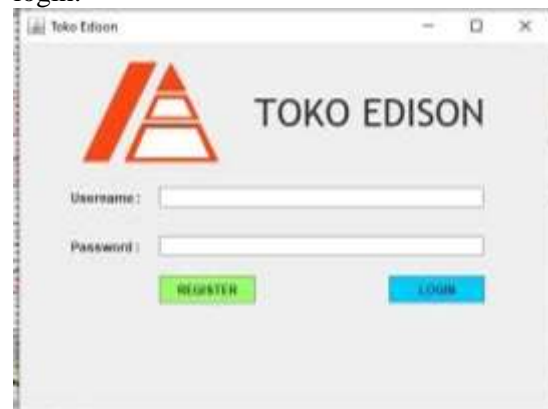 login.
Toko Edison
TOKO EDISON
Username :
Password :
REGISTER
LOGIN